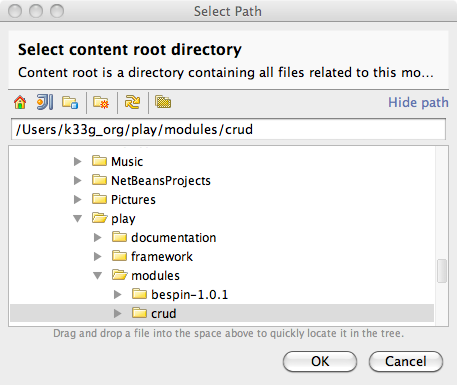 Select Path
Select content root directory
Content root is a directory containing all files related to this mo...
Hide path
/Users/k33g_org/play/modules/crud
Music
NetBeansProjects
Pictures
play
documentation
framework
modules
bespin-1.0.1
crud
Drag and drop a file into the space above to quickly locate it in the tree.
OK
Cancel